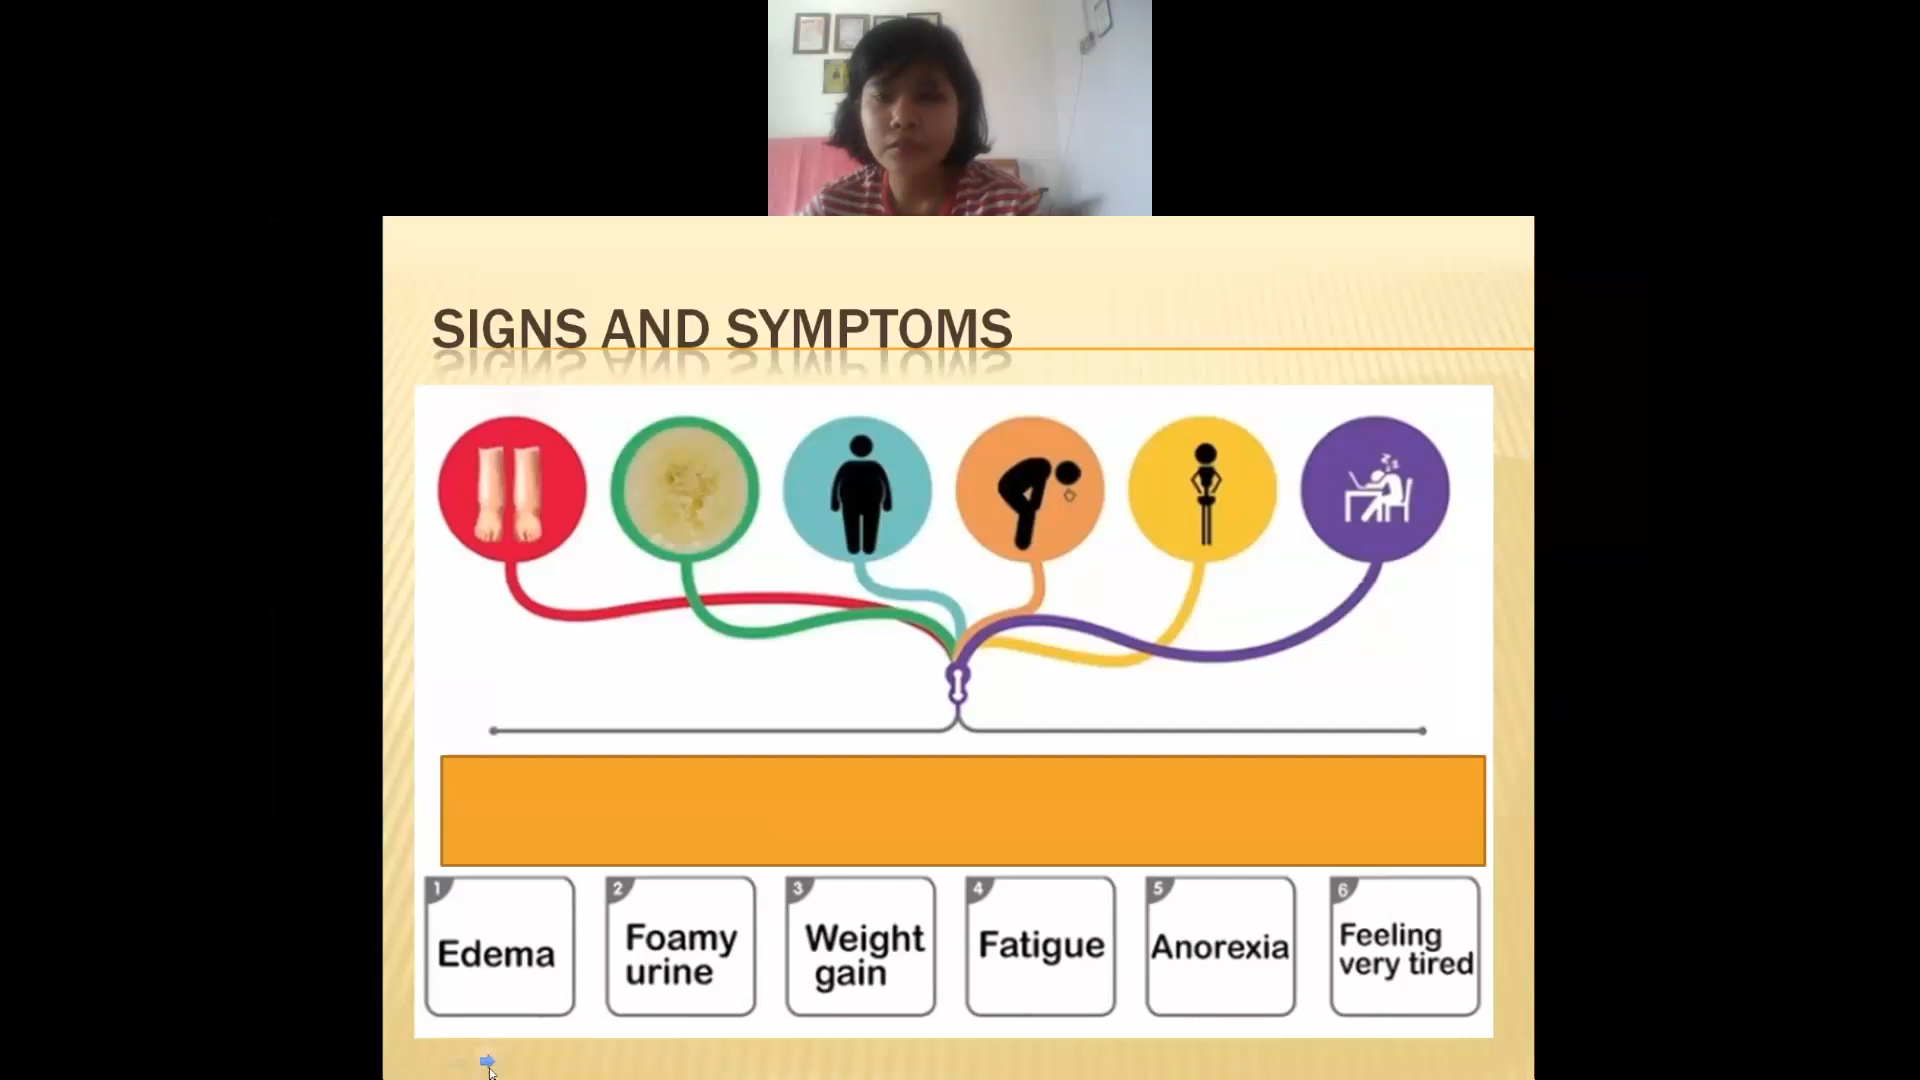 SIGNS AND SYMPTOMS
1
Edema
2
Foamy
urine
3
Weight
gain
4
Fatigue
5
Anorexia
6
Feeling
very tired